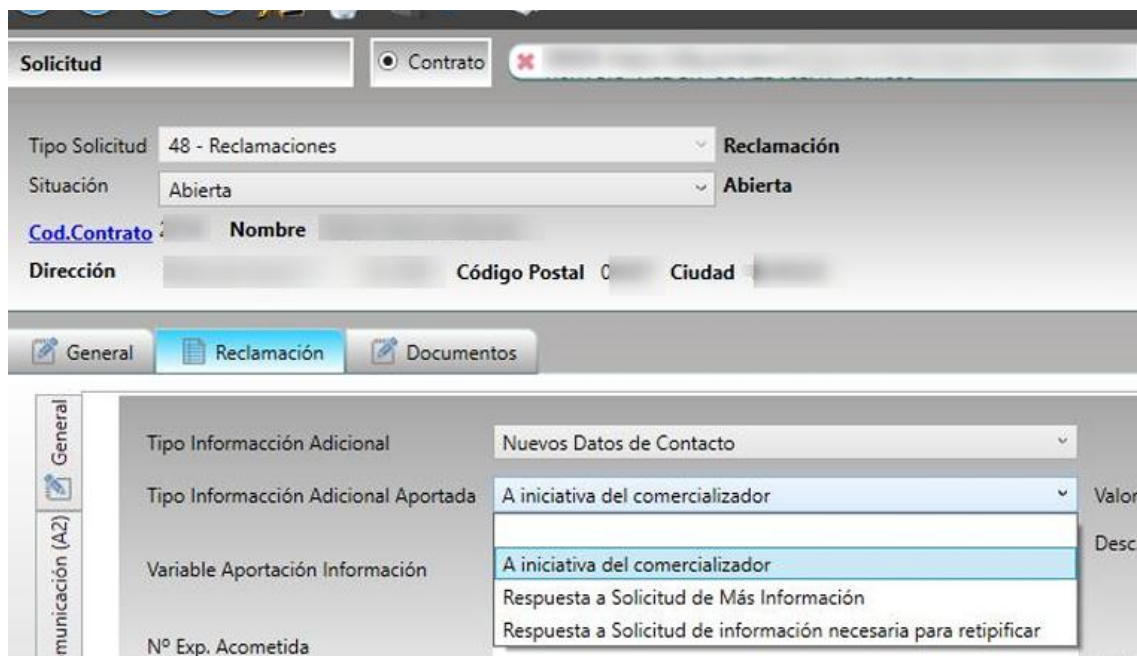 Solicitud
Contrato
Tipo Solicitud 48 - Reclamaciones Reclamación
Situación Abierta Abierta
Cod.Contrato Nombre
Dirección Código Postal Ciudad
General Reclamación Documentos
General
Tipo Informacción Adicional Nuevos Datos de Contacto
Tipo Informacción Adicional Aportada A iniciativa del comercializador Valor
Desc
Variable Aportación Información A iniciativa del comercializador
Respuesta a Solicitud de Más Información
Respuesta a Solicitud de información necesaria para retipificar
Nº Exp. Acometida
municación (A2)